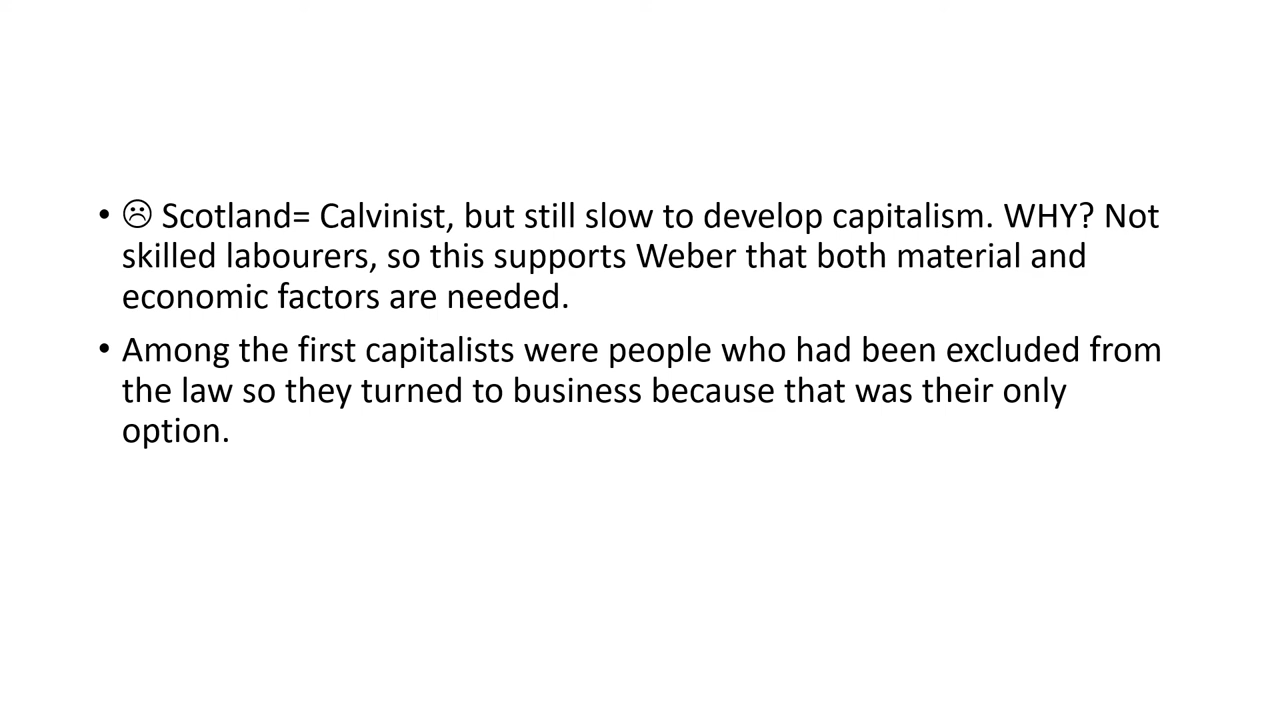 • ☹ Scotland= Calvinist, but still slow to develop capitalism. WHY? Not
skilled labourers, so this supports Weber that both material and
economic factors are needed.
• Among the first capitalists were people who had been excluded from
the law so they turned to business because that was their only
option.